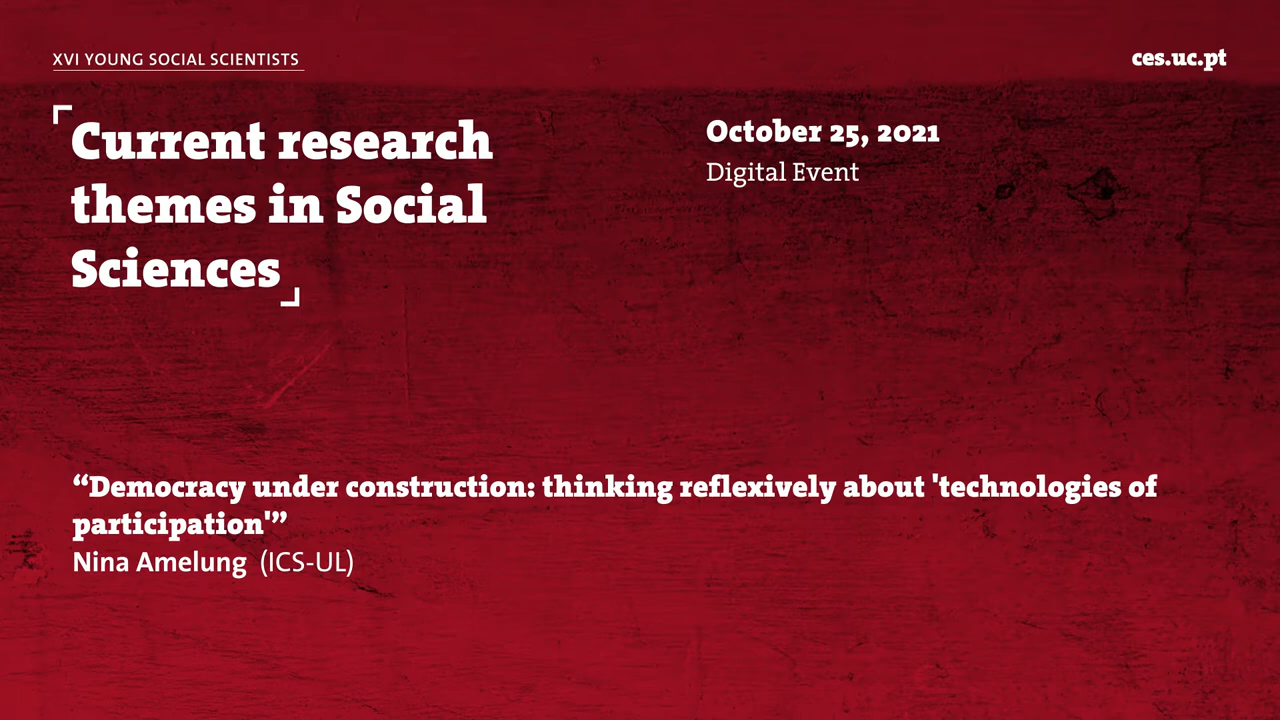 XVI YOUNG SOCIAL SCIENTISTS
ces.uc.pt
Current research
themes in Social
Sciences
October 25, 2021
Digital Event
“Democracy under construction: thinking reflexively about 'technologies of
participation'”
Nina Amelung (ICS-UL)